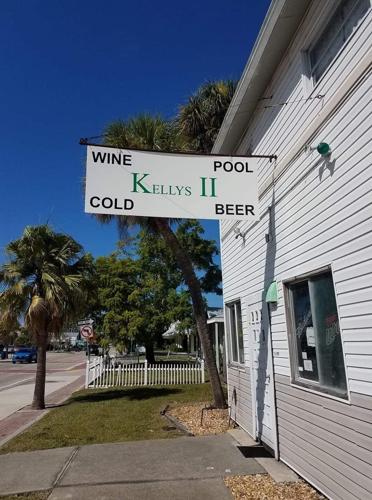 WINE POOL
KELLYS II
COLD BEER